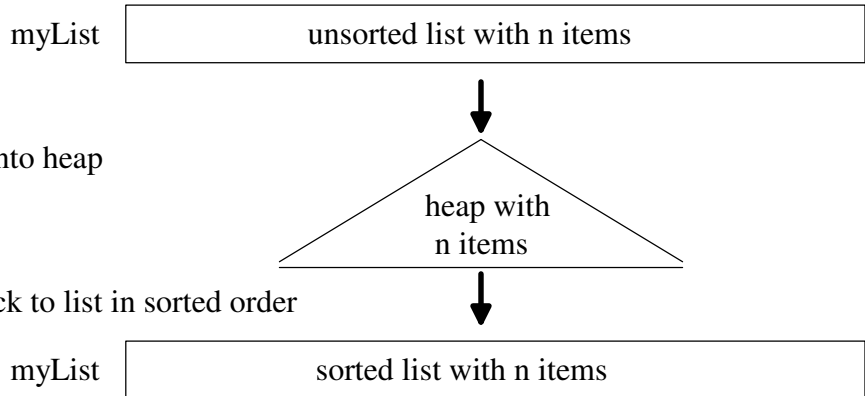 myList unsorted list with n items
nto heap
heap with
n items
ck to list in sorted order
myList sorted list with n items